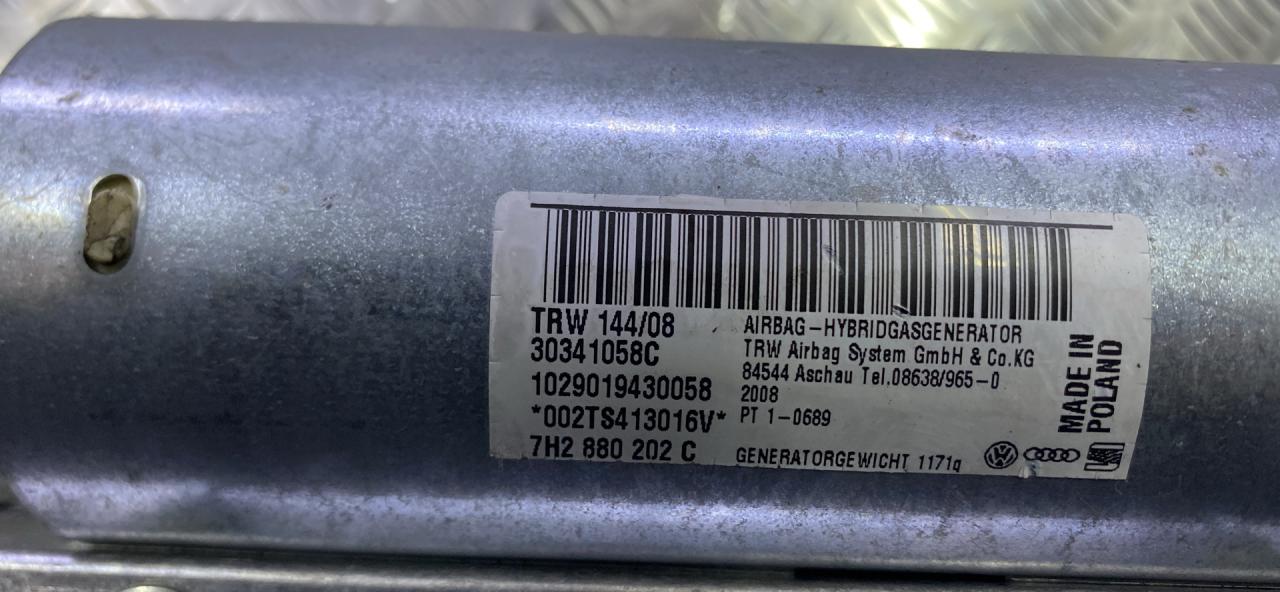 TRW 144/08
30341058C
1029019430058
*002TS413016V*
7H2 880 202 C
AIRBAG-HYBRIDGASGENERATOR
TRW Airbag System GmbH & Co.KG
84544 Aschau Tel.08638/965-0
2008
PT 1-0689
GENERATORGEWICHT 1171g
MADE IN
POLAND